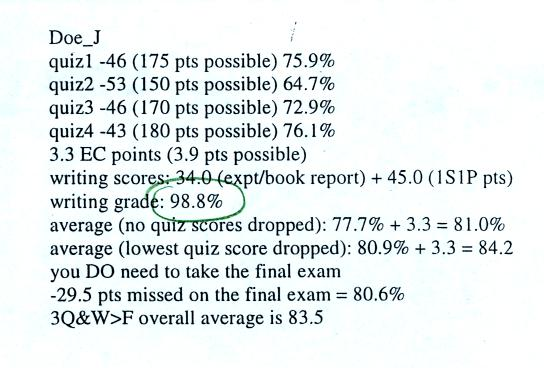 Doe_J
quiz1 -46 (175 pts possible) 75.9%
quiz2 -53 (150 pts possible) 64.7%
quiz3 -46 (170 pts possible) 72.9%
quiz4 -43 (180 pts possible) 76.1%
3.3 EC points (3.9 pts possible)
writing scores: 34.0 (expt/book report) + 45.0 (1S1P pts)
writing grade: 98.8%
average (no quiz scores dropped): 77.7% + 3.3 = 81.0%
average (lowest quiz score dropped): 80.9% + 3.3 = 84.2
you DO need to take the final exam
-29.5 pts missed on the final exam = 80.6%
3Q&W>F overall average is 83.5